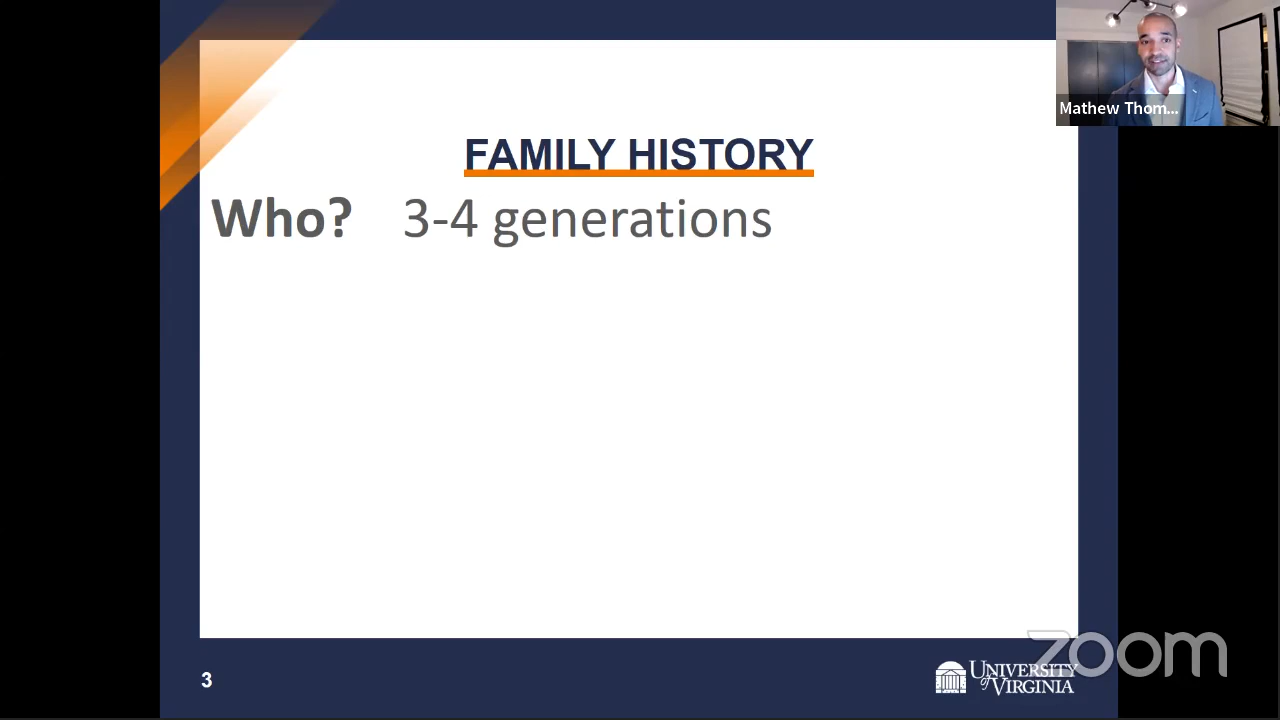 Mathew Thom...
FAMILY HISTORY
Who? 3-4 generations
3
UNIVERSITY
of VIRGINIA
zoom